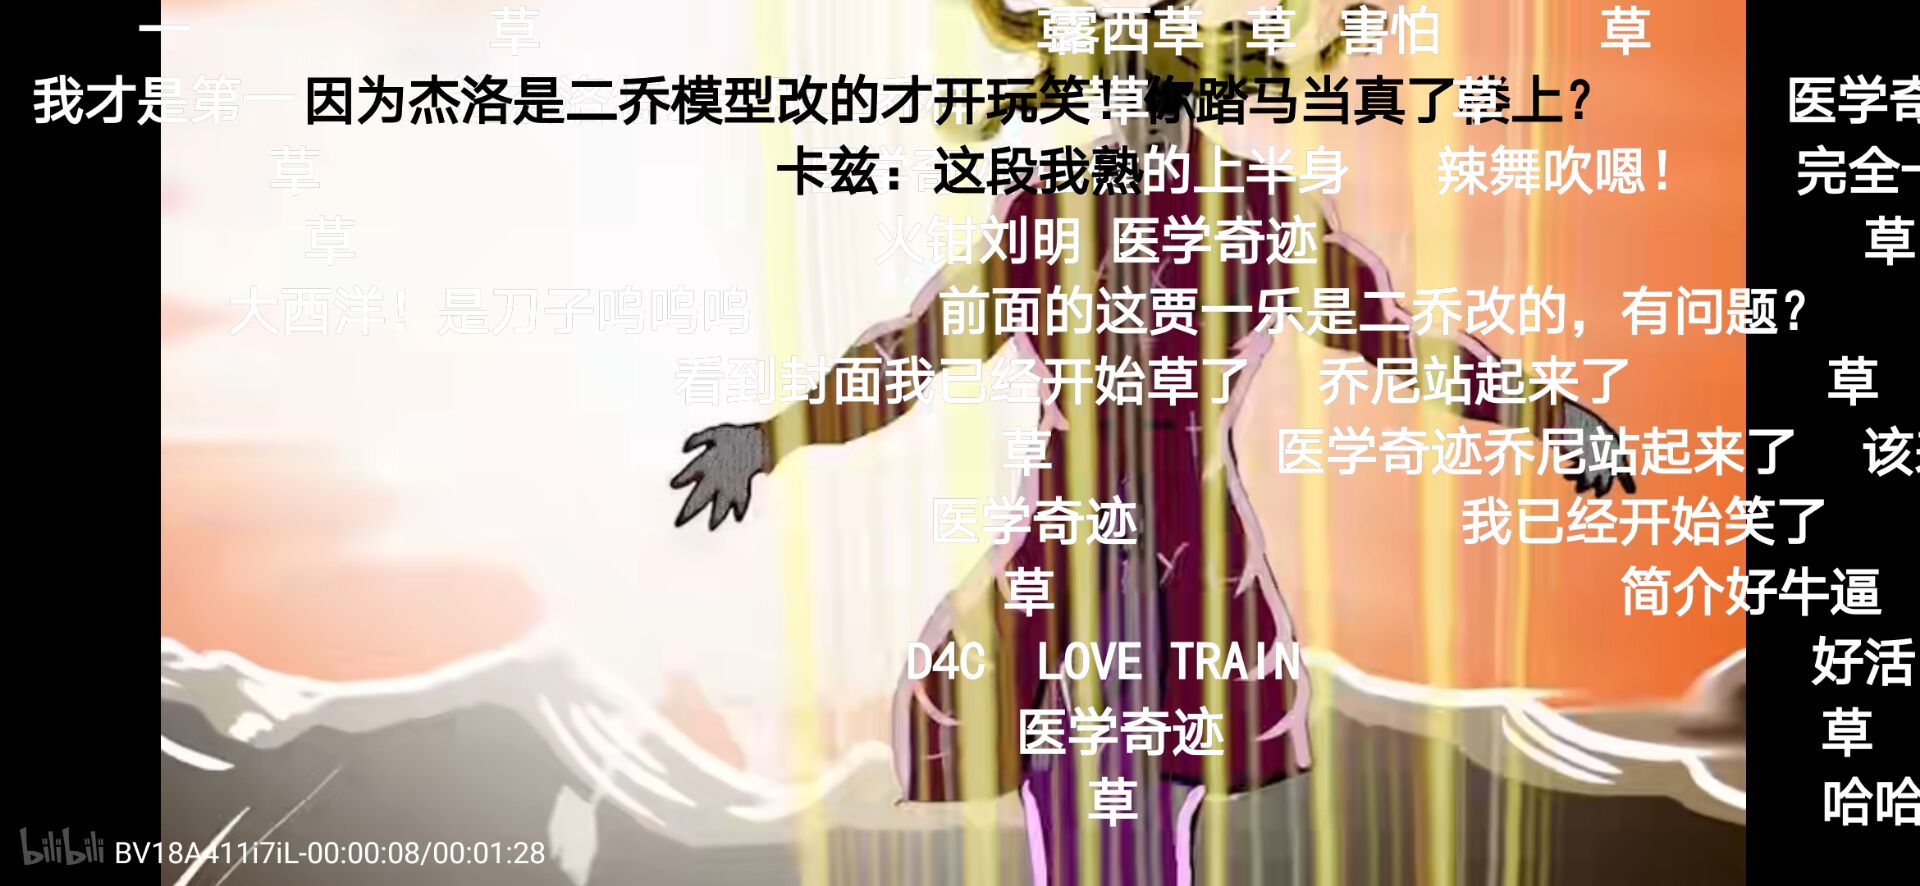 一 草 露西草 草 害怕 草
我才是第一 因为杰洛是二乔模型改的才开玩笑！你踏马当真了楼上？ 草 草 医学奇
草 卡兹：这段我熟 的上半身 辣舞吹嗯！ 完全一
草 火钳刘明 医学奇迹 草
大西洋！是刀子呜呜呜 前面的这贾一乐是二乔改的，有问题？
看到封面我已经开始草了 乔尼站起来了 草
草 医学奇迹乔尼站起来了 该
医学奇迹 我已经开始笑了
草 简介好牛逼
D4C LOVE TRAIN 好活
医学奇迹 草
草 哈哈
bilibili BV18A411i7iL-00:00:08/00:01:28